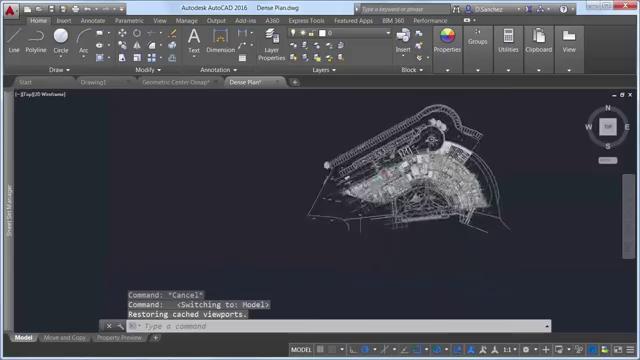 Autodesk AutoCAD 2016 Dense Plan.dwg
Type a keyword or phrase
D.Sanchez
Home Insert Annotate Parametric View Manage Output Add-ins Autodesk 360 Express Tools Featured Apps BIM 360 Performance
Line Polyline Circle Arc Text Dimension Layer Properties Insert Properties Groups Utilities Clipboard View
Draw Modify Annotation Layers Block
Start Drawing1 Geometric Center Osnap* Dense Plan*
[−][Top][2D Wireframe]
N
W TOP E
S
Sheet Set Manager
Command: *Cancel*
Command: <Switching to: Model>
Restoring cached viewports.
Type a command
Model Move and Copy Property Preview
MODEL 1:1